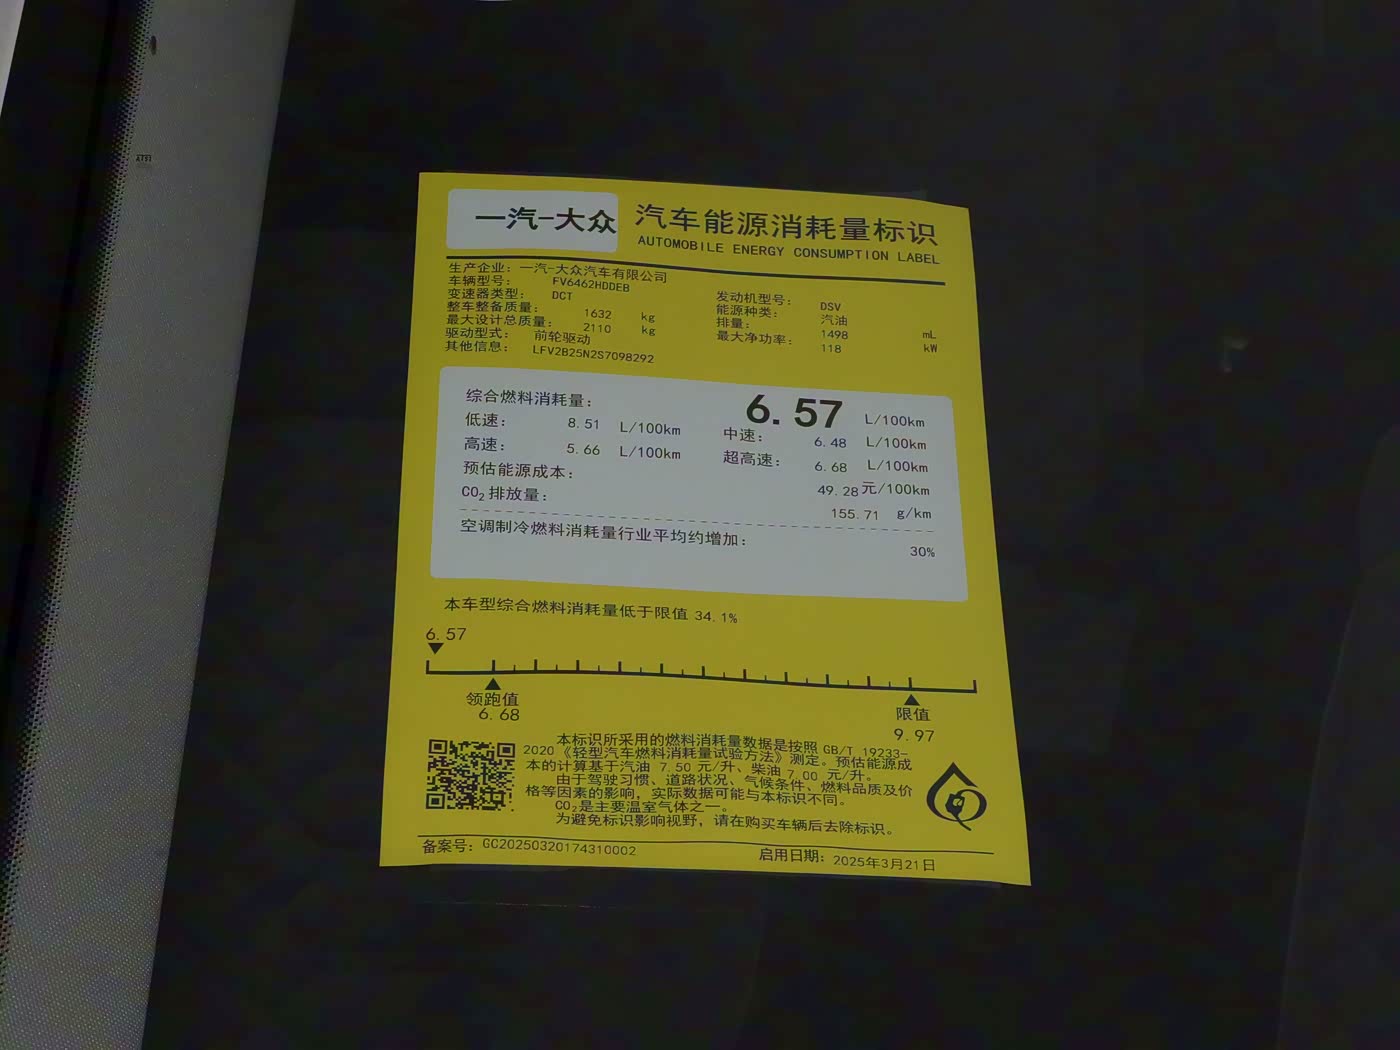 一汽-大众 汽车能源消耗量标识
AUTOMOBILE ENERGY CONSUMPTION LABEL
生产企业：一汽-大众汽车有限公司
车辆型号： FV6462HDDEB 发动机型号： DSV
变速器类型： DCT 能源种类： 汽油
整车整备质量： 1632 kg 排量： 1498 mL
最大设计总质量： 2110 kg 最大净功率： 118 kW
驱动型式： 前轮驱动
其他信息： LFV2B25N2S7098292
综合燃料消耗量： 6.57 L/100km
低速： 8.51 L/100km 中速： 6.48 L/100km
高速： 5.66 L/100km 超高速： 6.68 L/100km
预估能源成本： 49.28 元/100km
CO₂排放量： 155.71 g/km
空调制冷燃料消耗量行业平均约增加： 30%
本车型综合燃料消耗量低于限值 34.1%
6.57
领跑值 限值
6.68 9.97
本标识所采用的燃料消耗量数据是按照 GB/T 19233-
2020《轻型汽车燃料消耗量试验方法》测定。预估能源成
本的计算基于汽油 7.50 元/升、柴油 7.00 元/升。
由于驾驶习惯、道路状况、气候条件、燃料品质及价
格等因素的影响，实际数据可能与本标识不同。
CO₂是主要温室气体之一。
为避免标识影响视野，请在购买车辆后去除标识。
备案号： GC20250320174310002 启用日期： 2025年3月21日